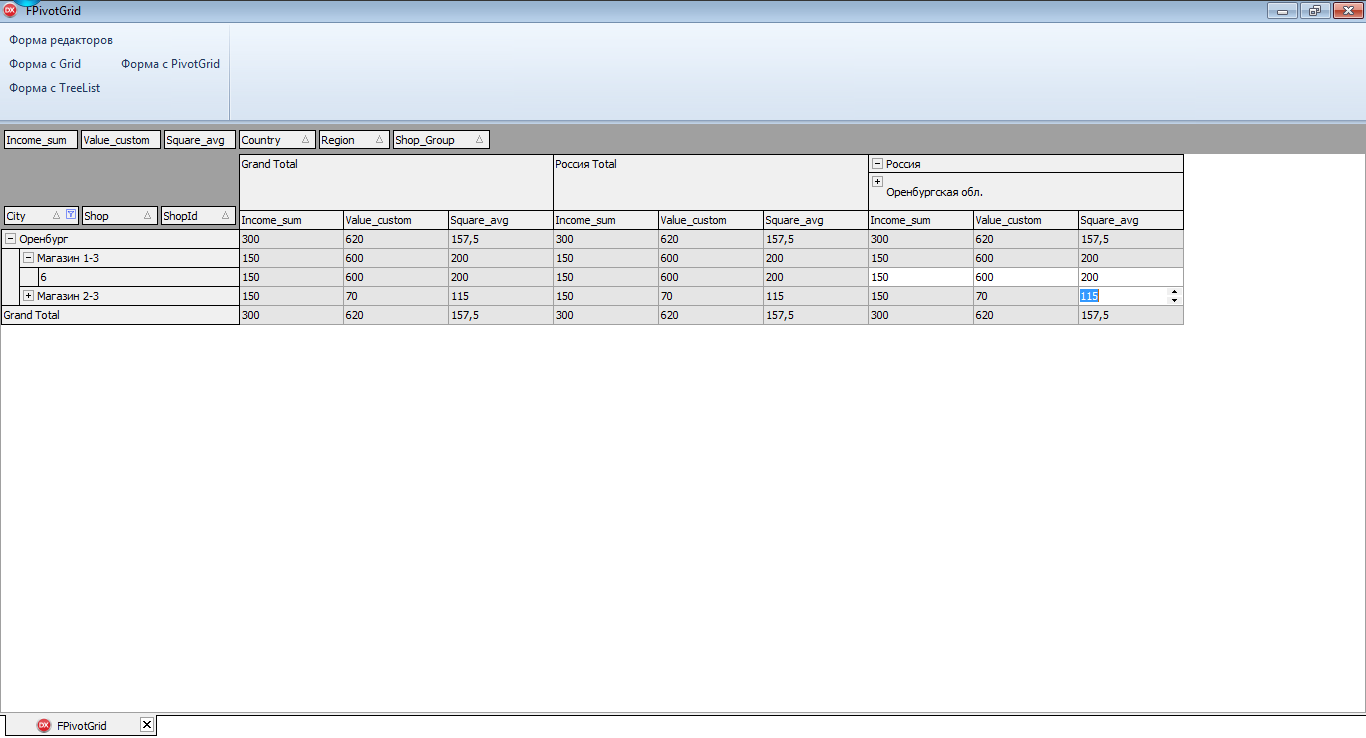 FPivotGrid
Форма редакторов
Форма с Grid Форма с PivotGrid
Форма с TreeList
Income_sum Value_custom Square_avg Country Region Shop_Group
Grand Total Россия Total Россия
Оренбургская обл.
City Shop ShopId Income_sum Value_custom Square_avg Income_sum Value_custom Square_avg Income_sum Value_custom Square_avg
Оренбург 300 620 157,5 300 620 157,5 300 620 157,5
Магазин 1-3 150 600 200 150 600 200 150 600 200
6 150 600 200 150 600 200 150 600 200
Магазин 2-3 150 70 115 150 70 115 150 70 115
Grand Total 300 620 157,5 300 620 157,5 300 620 157,5
DX FPivotGrid